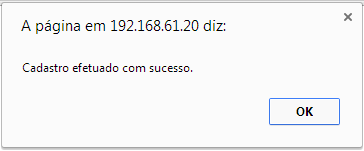 A página em 192.168.61.20 diz:
Cadastro efetuado com sucesso.
OK